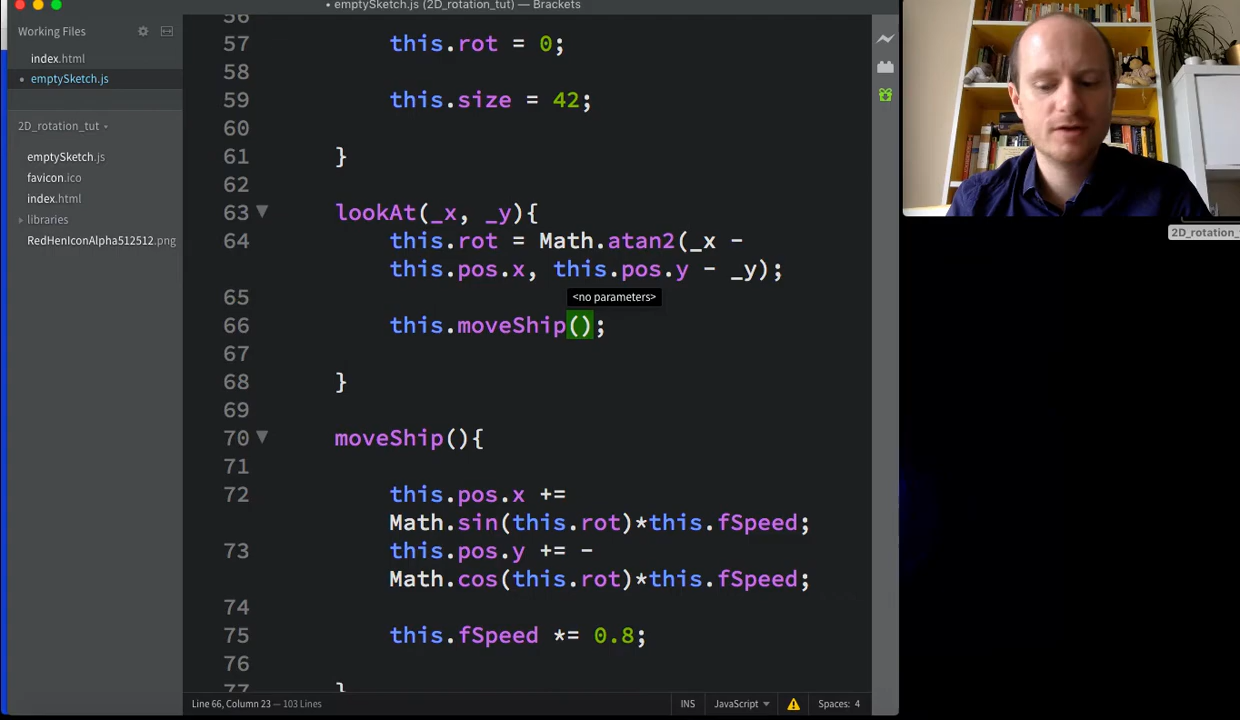 • emptySketch.js (2D_rotation_tut) — Brackets
Working Files
index.html
• emptySketch.js
2D_rotation_tut
emptySketch.js
favicon.ico
index.html
libraries
RedHenIconAlpha512512.png
56
57 this.rot = 0;
58
59 this.size = 42;
60
61 }
62
63 lookAt(_x, _y){
64 this.rot = Math.atan2(_x -
this.pos.x, this.pos.y - _y);
<no parameters>
65
66 this.moveShip();
67
68 }
69
70 moveShip(){
71
72 this.pos.x +=
Math.sin(this.rot)*this.fSpeed;
73 this.pos.y += -
Math.cos(this.rot)*this.fSpeed;
74
75 this.fSpeed *= 0.8;
76
77 }
Line 66, Column 23 — 103 Lines
INS
JavaScript
Spaces: 4